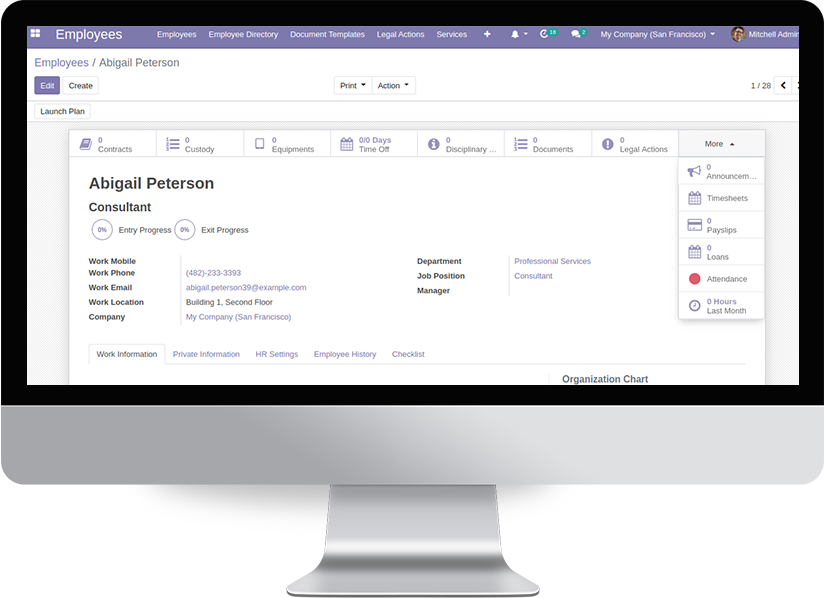 Employees Employees Employee Directory Document Templates Legal Actions Services + 18 2 My Company (San Francisco) Mitchell Admin
Employees / Abigail Peterson
Edit Create Print Action 1 / 28
Launch Plan
0 Contracts
0 Custody
0 Equipments
0/0 Days Time Off
0 Disciplinary ...
0 Documents
0 Legal Actions
More
0 Announcem...
Timesheets
0 Payslips
0 Loans
Attendance
0 Hours Last Month
Abigail Peterson
Consultant
0% Entry Progress 0% Exit Progress
Work Mobile
Work Phone (482)-233-3393
Work Email abigail.peterson39@example.com
Work Location Building 1, Second Floor
Company My Company (San Francisco)
Department Professional Services
Job Position Consultant
Manager
Work Information Private Information HR Settings Employee History Checklist
Organization Chart